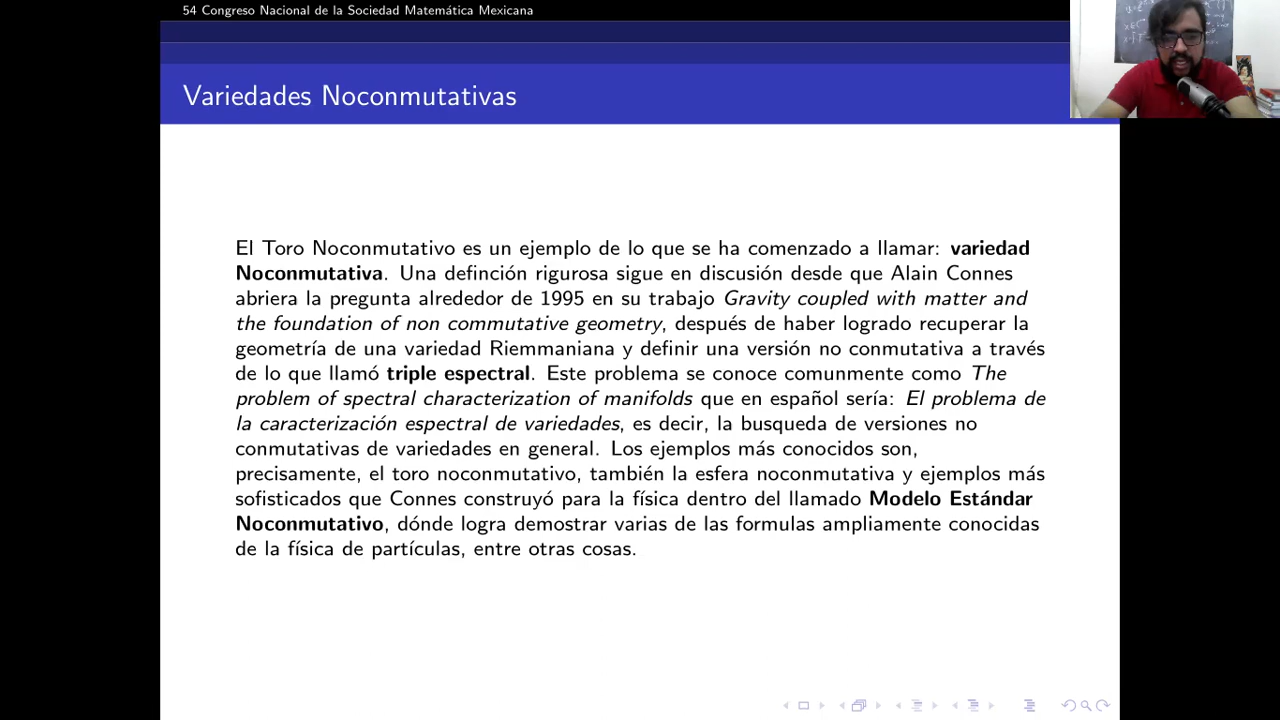 54 Congreso Nacional de la Sociedad Matemática Mexicana
Variedades Noconmutativas
El Toro Noconmutativo es un ejemplo de lo que se ha comenzado a llamar: variedad
Noconmutativa. Una definción rigurosa sigue en discusión desde que Alain Connes
abriera la pregunta alrededor de 1995 en su trabajo Gravity coupled with matter and
the foundation of non commutative geometry, después de haber logrado recuperar la
geometría de una variedad Riemmaniana y definir una versión no conmutativa a través
de lo que llamó triple espectral. Este problema se conoce comunmente como The
problem of spectral characterization of manifolds que en español sería: El problema de
la caracterización espectral de variedades, es decir, la busqueda de versiones no
conmutativas de variedades en general. Los ejemplos más conocidos son,
precisamente, el toro noconmutativo, también la esfera noconmutativa y ejemplos más
sofisticados que Connes construyó para la física dentro del llamado Modelo Estándar
Noconmutativo, dónde logra demostrar varias de las formulas ampliamente conocidas
de la física de partículas, entre otras cosas.